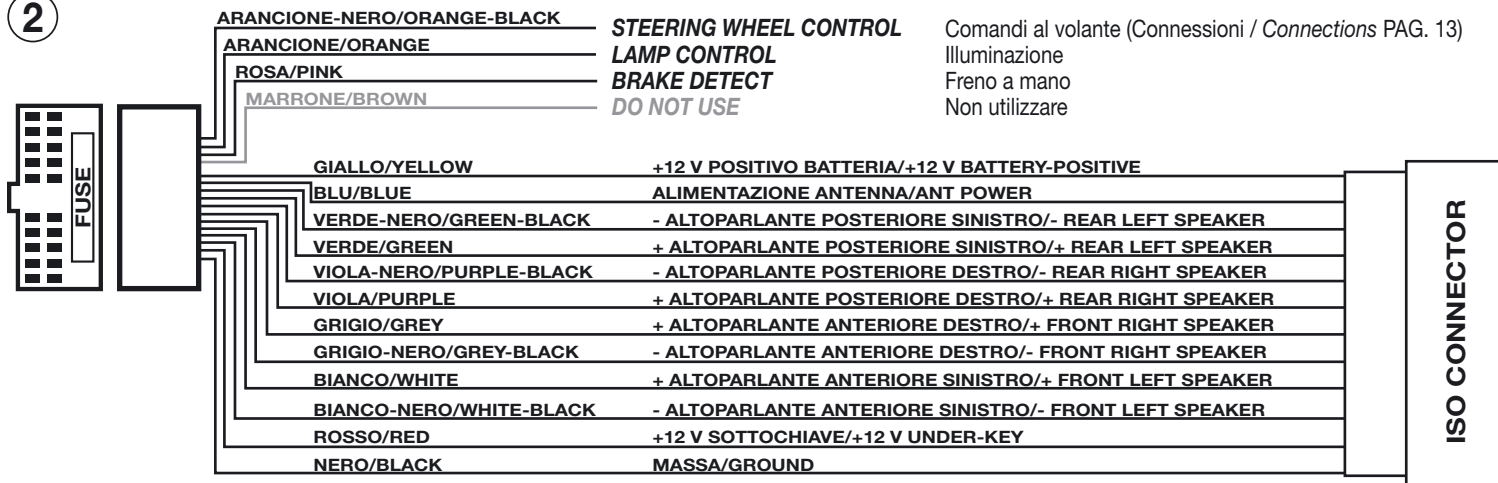 2
ARANCIONE-NERO/ORANGE-BLACK STEERING WHEEL CONTROL Comandi al volante (Connessioni / Connections PAG. 13)
ARANCIONE/ORANGE LAMP CONTROL Illuminazione
ROSA/PINK BRAKE DETECT Freno a mano
MARRONE/BROWN DO NOT USE Non utilizzare
FUSE
GIALLO/YELLOW +12 V POSITIVO BATTERIA/+12 V BATTERY-POSITIVE
BLU/BLUE ALIMENTAZIONE ANTENNA/ANT POWER
VERDE-NERO/GREEN-BLACK - ALTOPARLANTE POSTERIORE SINISTRO/- REAR LEFT SPEAKER
VERDE/GREEN + ALTOPARLANTE POSTERIORE SINISTRO/+ REAR LEFT SPEAKER
VIOLA-NERO/PURPLE-BLACK - ALTOPARLANTE POSTERIORE DESTRO/- REAR RIGHT SPEAKER
VIOLA/PURPLE + ALTOPARLANTE POSTERIORE DESTRO/+ REAR RIGHT SPEAKER
GRIGIO/GREY + ALTOPARLANTE ANTERIORE DESTRO/+ FRONT RIGHT SPEAKER
GRIGIO-NERO/GREY-BLACK - ALTOPARLANTE ANTERIORE DESTRO/- FRONT RIGHT SPEAKER
BIANCO/WHITE + ALTOPARLANTE ANTERIORE SINISTRO/+ FRONT LEFT SPEAKER
BIANCO-NERO/WHITE-BLACK - ALTOPARLANTE ANTERIORE SINISTRO/- FRONT LEFT SPEAKER
ROSSO/RED +12 V SOTTOCHIAVE/+12 V UNDER-KEY
NERO/BLACK MASSA/GROUND
ISO CONNECTOR